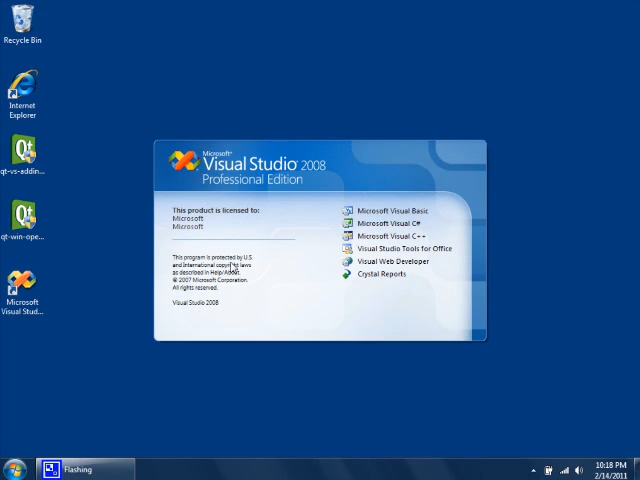 Recycle Bin
Internet
Explorer
qt-vs-addin...
qt-win-ope...
Microsoft
Visual Stud...
Microsoft®
Visual Studio® 2008
Professional Edition
This product is licensed to:
Microsoft
Microsoft
This program is protected by U.S.
and International copyright laws
as described in Help/About.
© 2007 Microsoft Corporation.
All rights reserved.
Visual Studio 2008
Microsoft Visual Basic
Microsoft Visual C#
Microsoft Visual C++
Visual Studio Tools for Office
Visual Web Developer
Crystal Reports
Flashing
10:18 PM
2/14/2011